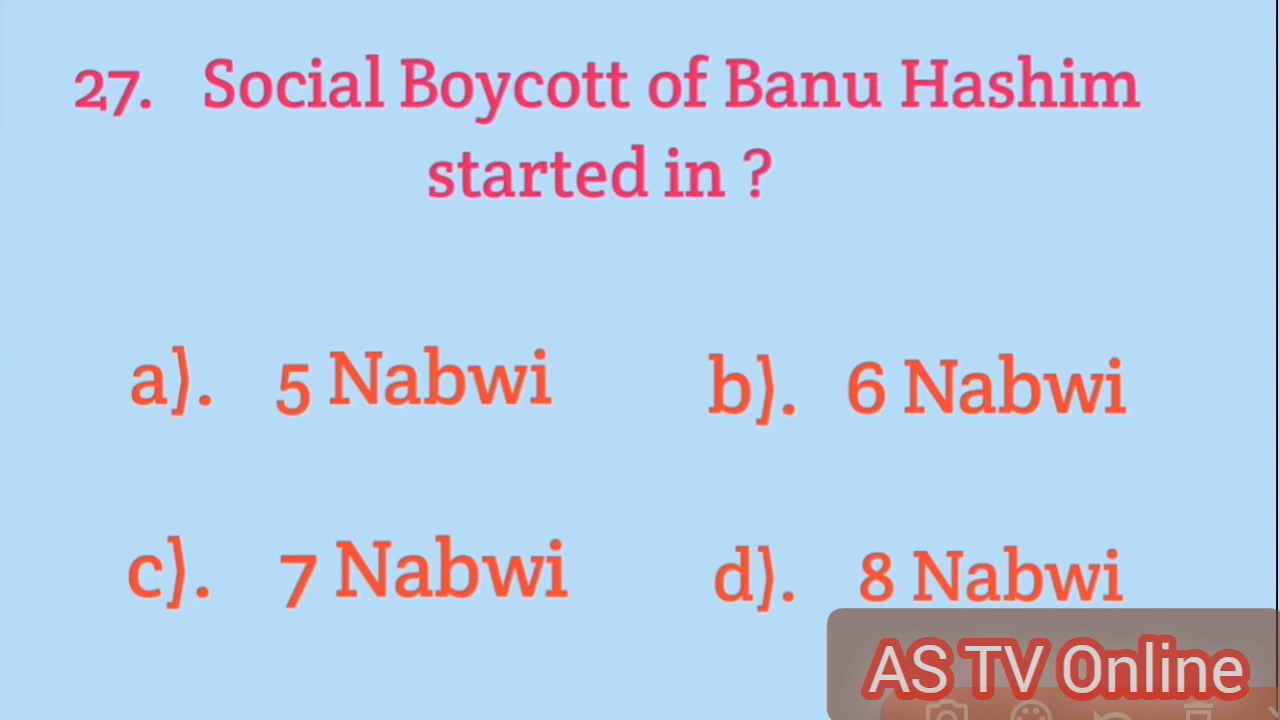 27. Social Boycott of Banu Hashim
started in ?
a). 5 Nabwi
b). 6 Nabwi
c). 7 Nabwi
d). 8 Nabwi
AS TV Online